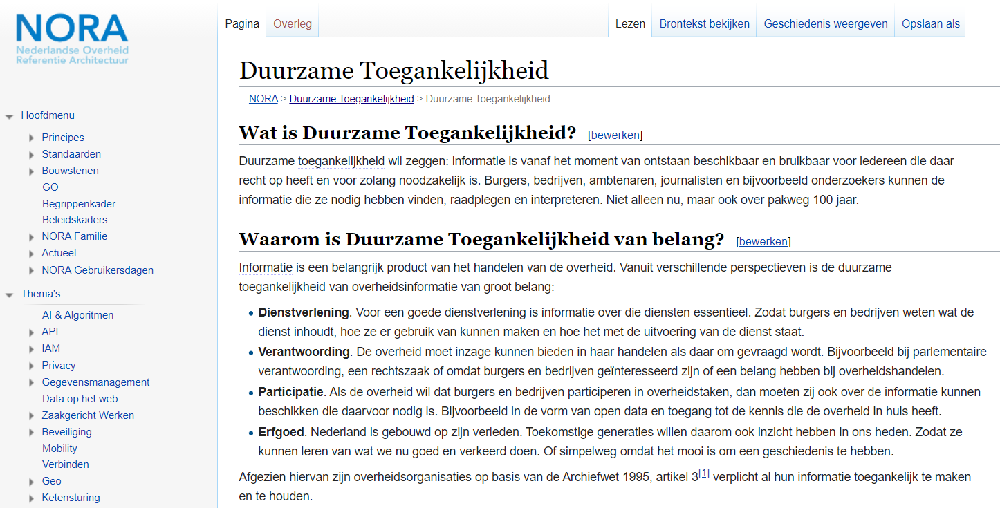 NORA
Nederlandse Overheid
Referentie Architectuur
Hoofdmenu
Principes
Standaarden
Bouwstenen
GO
Begrippenkader
Beleidskaders
NORA Familie
Actueel
NORA Gebruikersdagen
Thema's
AI & Algoritmen
API
IAM
Privacy
Gegevensmanagement
Data op het web
Zaakgericht Werken
Beveiliging
Mobility
Verbinden
Geo
Ketensturing
Pagina Overleg Lezen Brontekst bekijken Geschiedenis weergeven Opslaan als
Duurzame Toegankelijkheid
NORA > Duurzame Toegankelijkheid > Duurzame Toegankelijkheid
Wat is Duurzame Toegankelijkheid? [bewerken]
Duurzame toegankelijkheid wil zeggen: informatie is vanaf het moment van ontstaan beschikbaar en bruikbaar voor iedereen die daar
recht op heeft en voor zolang noodzakelijk is. Burgers, bedrijven, ambtenaren, journalisten en bijvoorbeeld onderzoekers kunnen de
informatie die ze nodig hebben vinden, raadplegen en interpreteren. Niet alleen nu, maar ook over pakweg 100 jaar.
Waarom is Duurzame Toegankelijkheid van belang? [bewerken]
Informatie is een belangrijk product van het handelen van de overheid. Vanuit verschillende perspectieven is de duurzame
toegankelijkheid van overheidsinformatie van groot belang:
• Dienstverlening. Voor een goede dienstverlening is informatie over die diensten essentieel. Zodat burgers en bedrijven weten wat de
dienst inhoudt, hoe ze er gebruik van kunnen maken en hoe het met de uitvoering van de dienst staat.
• Verantwoording. De overheid moet inzage kunnen bieden in haar handelen als daar om gevraagd wordt. Bijvoorbeeld bij parlementaire
verantwoording, een rechtszaak of omdat burgers en bedrijven geïnteresseerd zijn of een belang hebben bij overheidshandelen.
• Participatie. Als de overheid wil dat burgers en bedrijven participeren in overheidstaken, dan moeten zij ook over de informatie kunnen
beschikken die daarvoor nodig is. Bijvoorbeeld in de vorm van open data en toegang tot de kennis die de overheid in huis heeft.
• Erfgoed. Nederland is gebouwd op zijn verleden. Toekomstige generaties willen daarom ook inzicht hebben in ons heden. Zodat ze
kunnen leren van wat we nu goed en verkeerd doen. Of simpelweg omdat het mooi is om een geschiedenis te hebben.
Afgezien hiervan zijn overheidsorganisaties op basis van de Archiefwet 1995, artikel 3[1] verplicht al hun informatie toegankelijk te maken
en te houden.